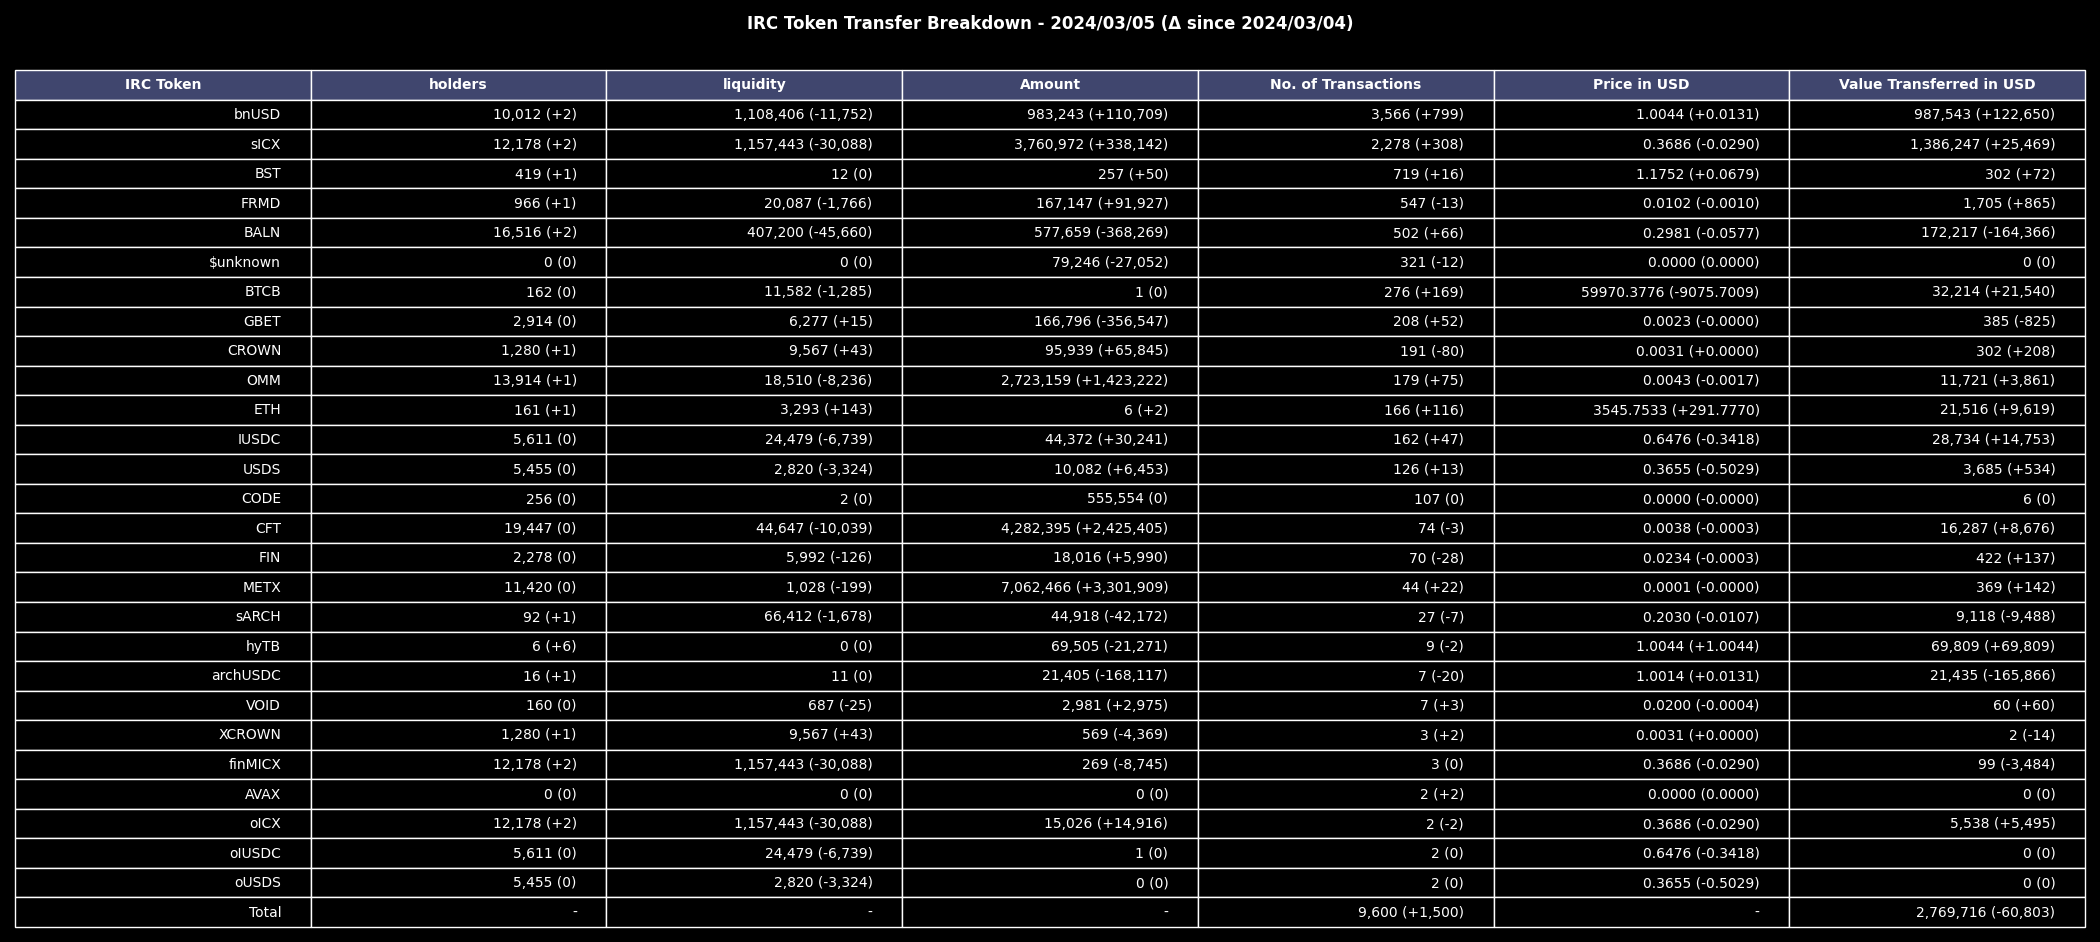 IRC Token Transfer Breakdown - 2024/03/05 (Δ since 2024/03/04)
IRC Token holders liquidity Amount No. of Transactions Price in USD Value Transferred in USD
bnUSD 10,012 (+2) 1,108,406 (-11,752) 983,243 (+110,709) 3,566 (+799) 1.0044 (+0.0131) 987,543 (+122,650)
sICX 12,178 (+2) 1,157,443 (-30,088) 3,760,972 (+338,142) 2,278 (+308) 0.3686 (-0.0290) 1,386,247 (+25,469)
BST 419 (+1) 12 (0) 257 (+50) 719 (+16) 1.1752 (+0.0679) 302 (+72)
FRMD 966 (+1) 20,087 (-1,766) 167,147 (+91,927) 547 (-13) 0.0102 (-0.0010) 1,705 (+865)
BALN 16,516 (+2) 407,200 (-45,660) 577,659 (-368,269) 502 (+66) 0.2981 (-0.0577) 172,217 (-164,366)
$unknown 0 (0) 0 (0) 79,246 (-27,052) 321 (-12) 0.0000 (0.0000) 0 (0)
BTCB 162 (0) 11,582 (-1,285) 1 (0) 276 (+169) 59970.3776 (-9075.7009) 32,214 (+21,540)
GBET 2,914 (0) 6,277 (+15) 166,796 (-356,547) 208 (+52) 0.0023 (-0.0000) 385 (-825)
CROWN 1,280 (+1) 9,567 (+43) 95,939 (+65,845) 191 (-80) 0.0031 (+0.0000) 302 (+208)
OMM 13,914 (+1) 18,510 (-8,236) 2,723,159 (+1,423,222) 179 (+75) 0.0043 (-0.0017) 11,721 (+3,861)
ETH 161 (+1) 3,293 (+143) 6 (+2) 166 (+116) 3545.7533 (+291.7770) 21,516 (+9,619)
IUSDC 5,611 (0) 24,479 (-6,739) 44,372 (+30,241) 162 (+47) 0.6476 (-0.3418) 28,734 (+14,753)
USDS 5,455 (0) 2,820 (-3,324) 10,082 (+6,453) 126 (+13) 0.3655 (-0.5029) 3,685 (+534)
CODE 256 (0) 2 (0) 555,554 (0) 107 (0) 0.0000 (-0.0000) 6 (0)
CFT 19,447 (0) 44,647 (-10,039) 4,282,395 (+2,425,405) 74 (-3) 0.0038 (-0.0003) 16,287 (+8,676)
FIN 2,278 (0) 5,992 (-126) 18,016 (+5,990) 70 (-28) 0.0234 (-0.0003) 422 (+137)
METX 11,420 (0) 1,028 (-199) 7,062,466 (+3,301,909) 44 (+22) 0.0001 (-0.0000) 369 (+142)
sARCH 92 (+1) 66,412 (-1,678) 44,918 (-42,172) 27 (-7) 0.2030 (-0.0107) 9,118 (-9,488)
hyTB 6 (+6) 0 (0) 69,505 (-21,271) 9 (-2) 1.0044 (+1.0044) 69,809 (+69,809)
archUSDC 16 (+1) 11 (0) 21,405 (-168,117) 7 (-20) 1.0014 (+0.0131) 21,435 (-165,866)
VOID 160 (0) 687 (-25) 2,981 (+2,975) 7 (+3) 0.0200 (-0.0004) 60 (+60)
XCROWN 1,280 (+1) 9,567 (+43) 569 (-4,369) 3 (+2) 0.0031 (+0.0000) 2 (-14)
finMICX 12,178 (+2) 1,157,443 (-30,088) 269 (-8,745) 3 (0) 0.3686 (-0.0290) 99 (-3,484)
AVAX 0 (0) 0 (0) 0 (0) 2 (+2) 0.0000 (0.0000) 0 (0)
oICX 12,178 (+2) 1,157,443 (-30,088) 15,026 (+14,916) 2 (-2) 0.3686 (-0.0290) 5,538 (+5,495)
oIUSDC 5,611 (0) 24,479 (-6,739) 1 (0) 2 (0) 0.6476 (-0.3418) 0 (0)
oUSDS 5,455 (0) 2,820 (-3,324) 0 (0) 2 (0) 0.3655 (-0.5029) 0 (0)
Total - - - 9,600 (+1,500) - 2,769,716 (-60,803)